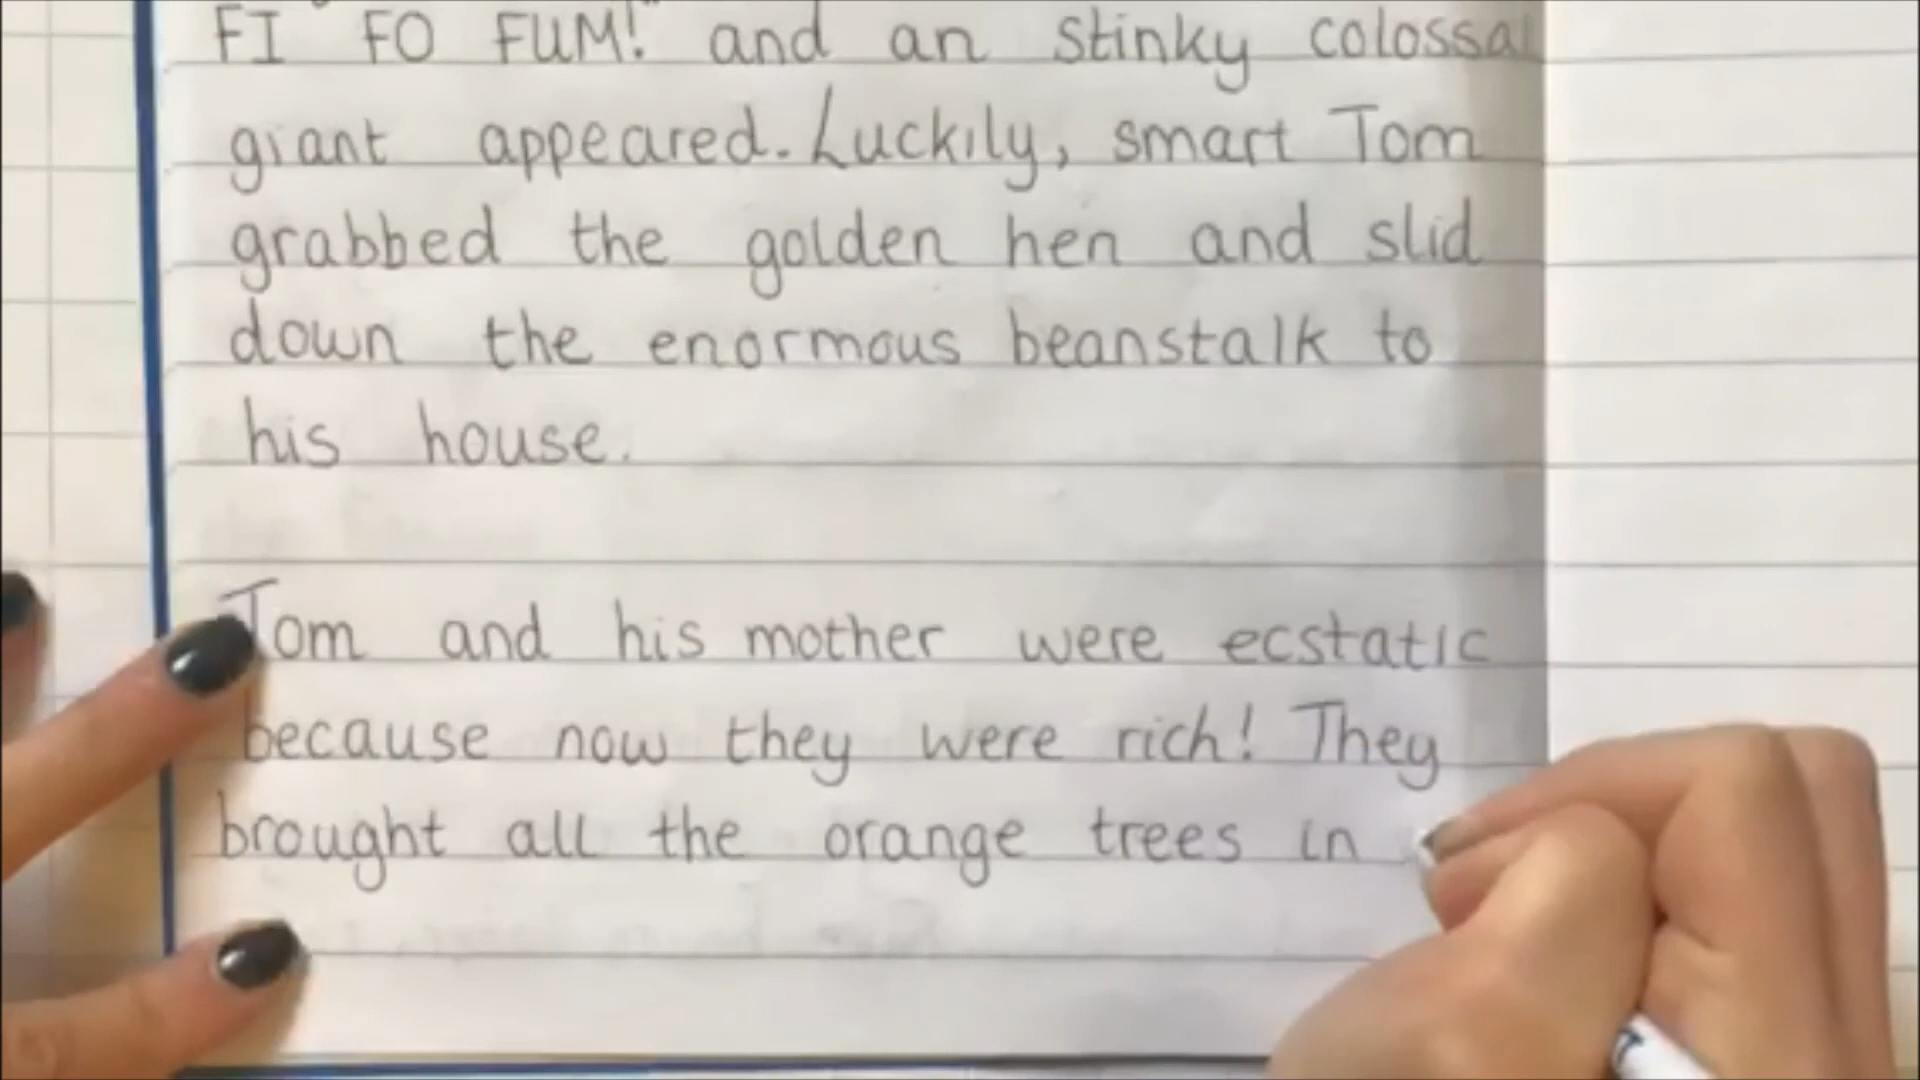 FI FO FUM!" and an stinky colossal
giant appeared. Luckily, smart Tom
grabbed the golden hen and slid
down the enormous beanstalk to
his house.
Tom and his mother were ecstatic
because now they were rich! They
brought all the orange trees in